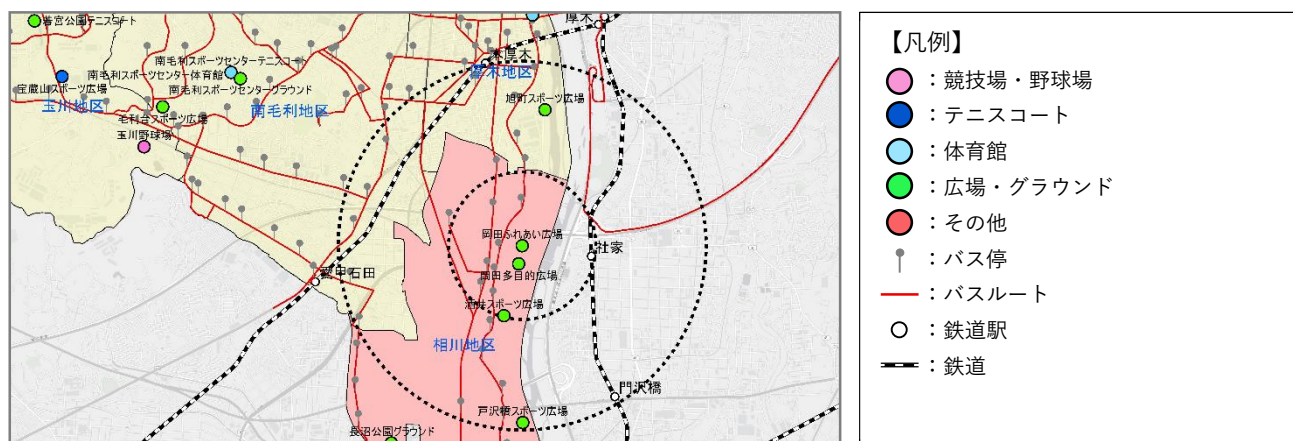 若宮公園テニスコート
厚木
南毛利スポーツセンターテニスコート
本厚木
南毛利スポーツセンター体育館
厚木地区
宝蔵山スポーツ広場
南毛利スポーツセンターグラウンド
玉川地区
南毛利地区
旭町スポーツ広場
毛利台スポーツ広場
玉川野球場
岡田ふれあい広場
社家
愛甲石田
岡田多目的広場
酒井スポーツ広場
相川地区
門沢橋
戸沢橋スポーツ広場
長沼公園グラウンド
【凡例】
：競技場・野球場
：テニスコート
：体育館
：広場・グラウンド
：その他
：バス停
：バスルート
：鉄道駅
：鉄道